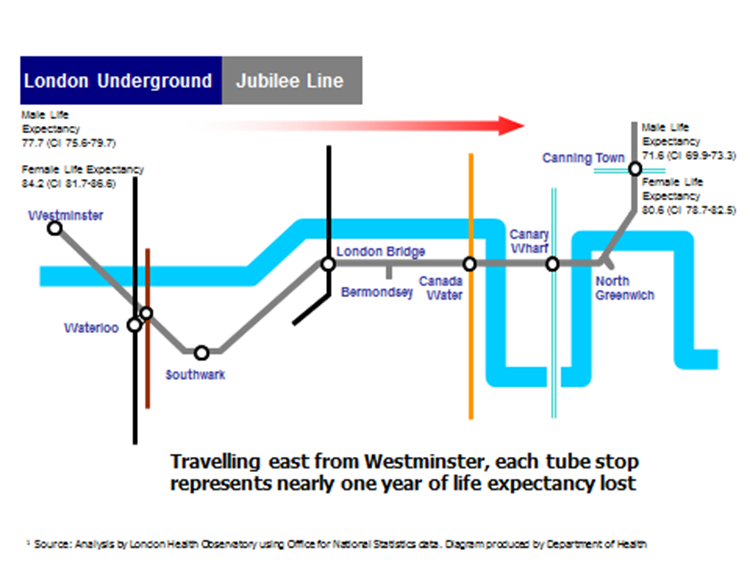 London Underground Jubilee Line
Male Life
Expectancy
77.7 (CI 75.6-79.7)
Female Life Expectancy
84.2 (CI 81.7-86.6)
Westminster
Waterloo
Southwark
London Bridge
Bermondsey
Canada
Water
Canary
Wharf
North
Greenwich
Canning Town
Male Life
Expectancy
71.6 (CI 69.9-73.3)
Female Life
Expectancy
80.6 (CI 78.7-82.5)
Travelling east from Westminster, each tube stop
represents nearly one year of life expectancy lost
¹ Source: Analysis by London Health Observatory using Office for National Statistics data. Diagram produced by Department of Health